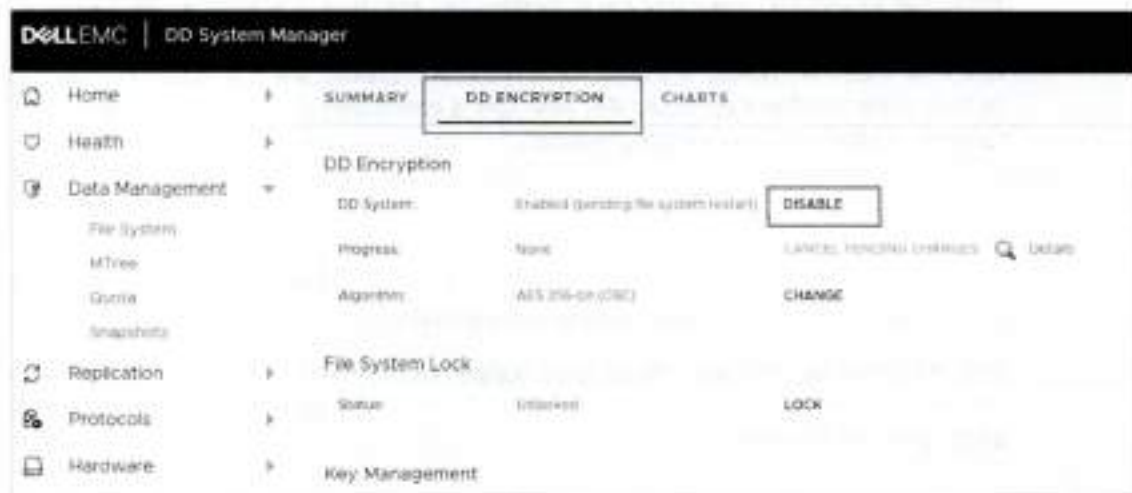 DELLEMC | DD System Manager
Home
Health
Data Management
File System
MTree
Quota
Snapshots
Replication
Protocols
Hardware
SUMMARY DD ENCRYPTION CHARTS
DD Encryption
DD System: Enabled (pending file system restart) DISABLE
Progress: None CANCEL PENDING CHANGES Details
Algorithm: AES 256-bit (CBC) CHANGE
File System Lock
Status Unlocked LOCK
Key Management